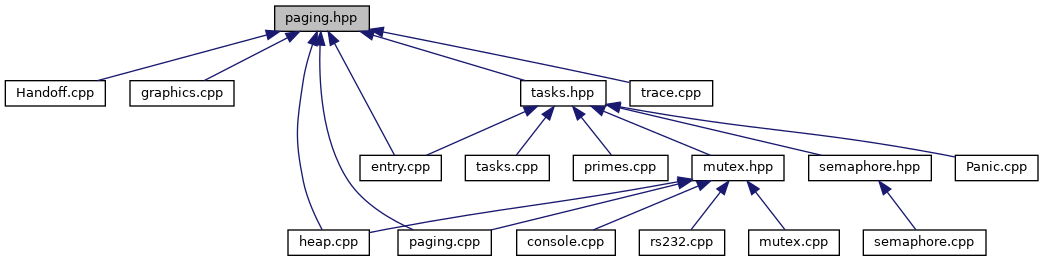 paging.hpp
Handoff.cpp
graphics.cpp
tasks.hpp
trace.cpp
entry.cpp
tasks.cpp
primes.cpp
mutex.hpp
semaphore.hpp
Panic.cpp
heap.cpp
paging.cpp
console.cpp
rs232.cpp
mutex.cpp
semaphore.cpp